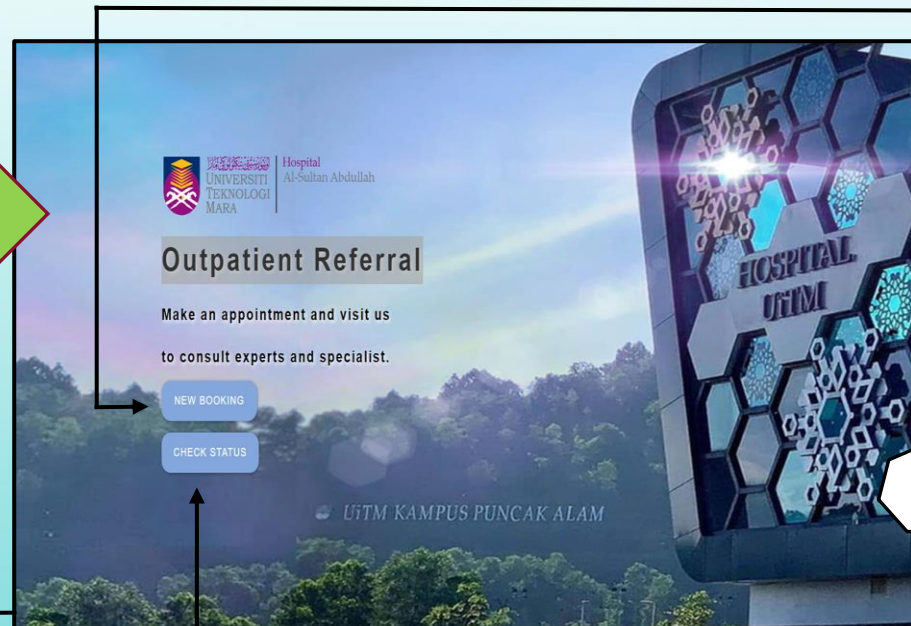 UNIVERSITI
TEKNOLOGI
MARA
Hospital
Al-Sultan Abdullah
Outpatient Referral
Make an appointment and visit us
to consult experts and specialist.
NEW BOOKING
CHECK STATUS
HOSPITAL
UiTM
UiTM KAMPUS PUNCAK ALAM